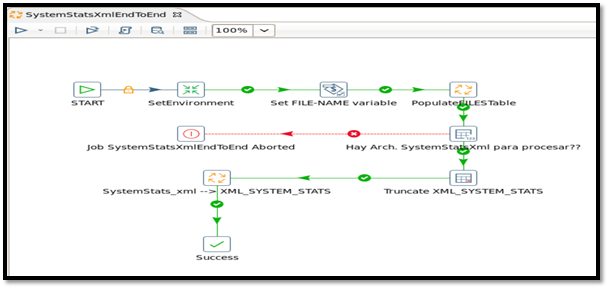 SystemStatsXmlEndToEnd
100%
START
SetEnvironment
Set FILE-NAME variable
PopulateFILESTable
Job SystemStatsXmlEndToEnd Aborted
Hay Arch. SystemStatsXml para procesar??
SystemStats_xml --> XML_SYSTEM_STATS
Truncate XML_SYSTEM_STATS
Success